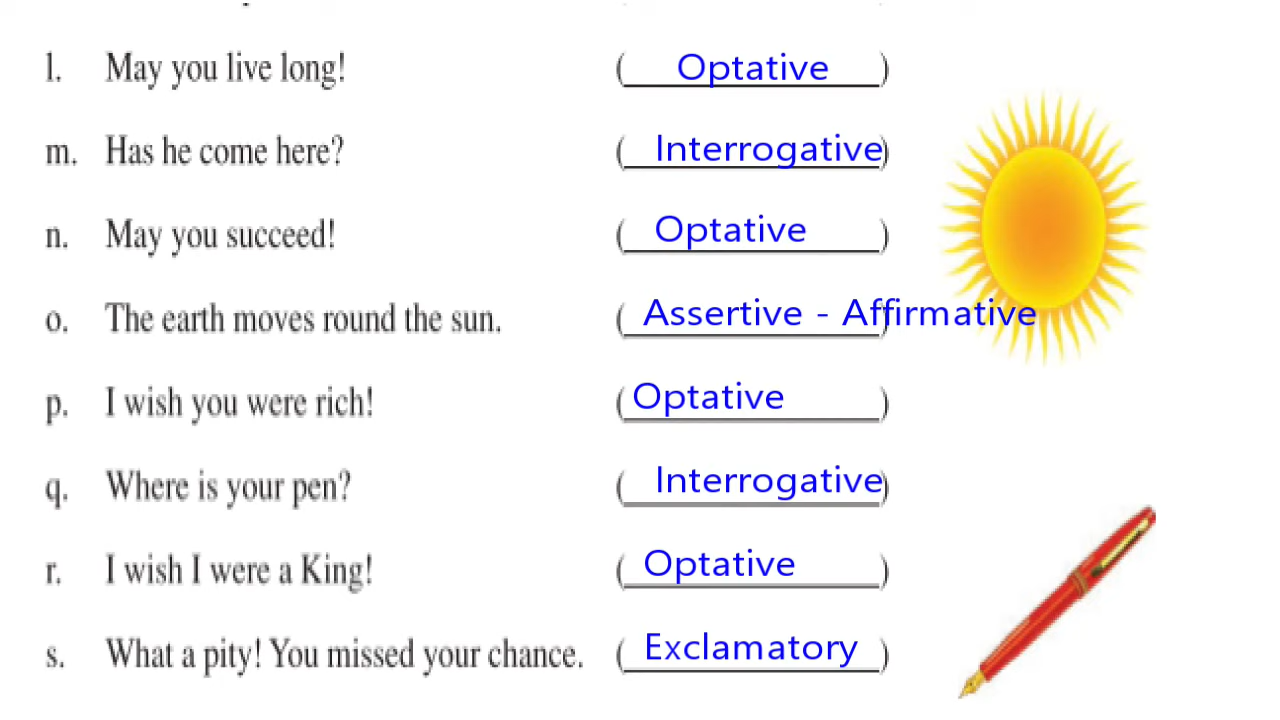 l. May you live long! ( Optative )
m. Has he come here? ( Interrogative )
n. May you succeed! ( Optative )
o. The earth moves round the sun. ( Assertive - Affirmative )
p. I wish you were rich! ( Optative )
q. Where is your pen? ( Interrogative )
r. I wish I were a King! ( Optative )
s. What a pity! You missed your chance. ( Exclamatory )